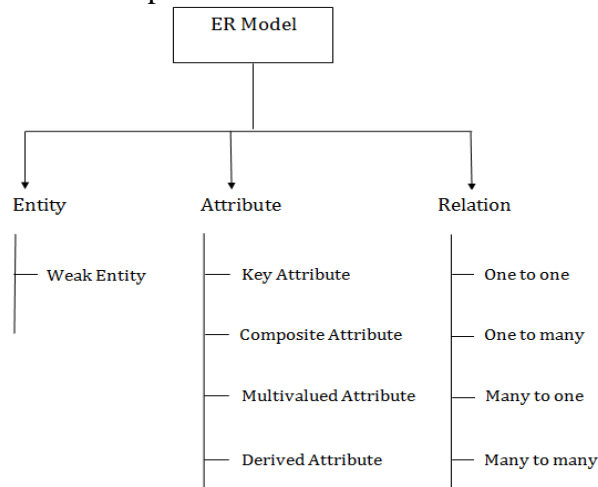 ER Model
Entity
Attribute
Relation
Weak Entity
Key Attribute
One to one
Composite Attribute
One to many
Multivalued Attribute
Many to one
Derived Attribute
Many to many